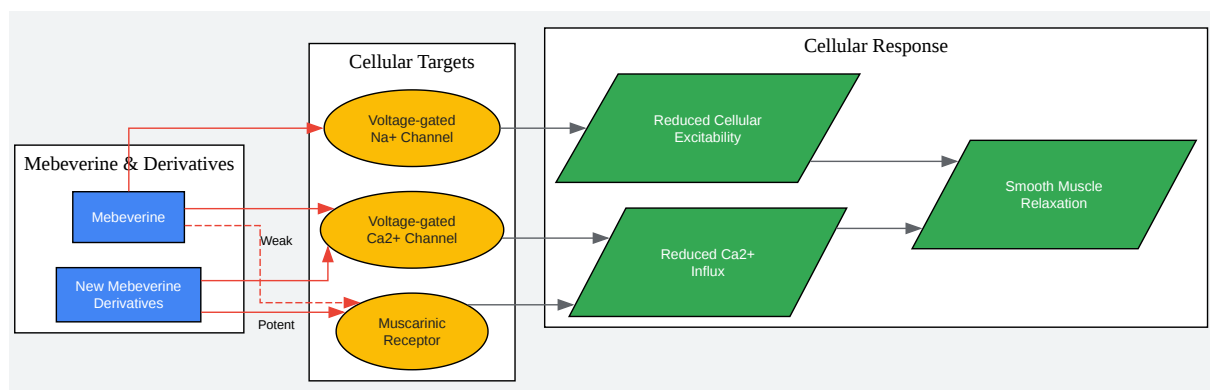 Mebeverine & Derivatives
Mebeverine
New Mebeverine
Derivatives
Weak
Potent
Cellular Targets
Voltage-gated
Na+ Channel
Voltage-gated
Ca2+ Channel
Muscarinic
Receptor
Cellular Response
Reduced Cellular
Excitability
Reduced Ca2+
Influx
Smooth Muscle
Relaxation